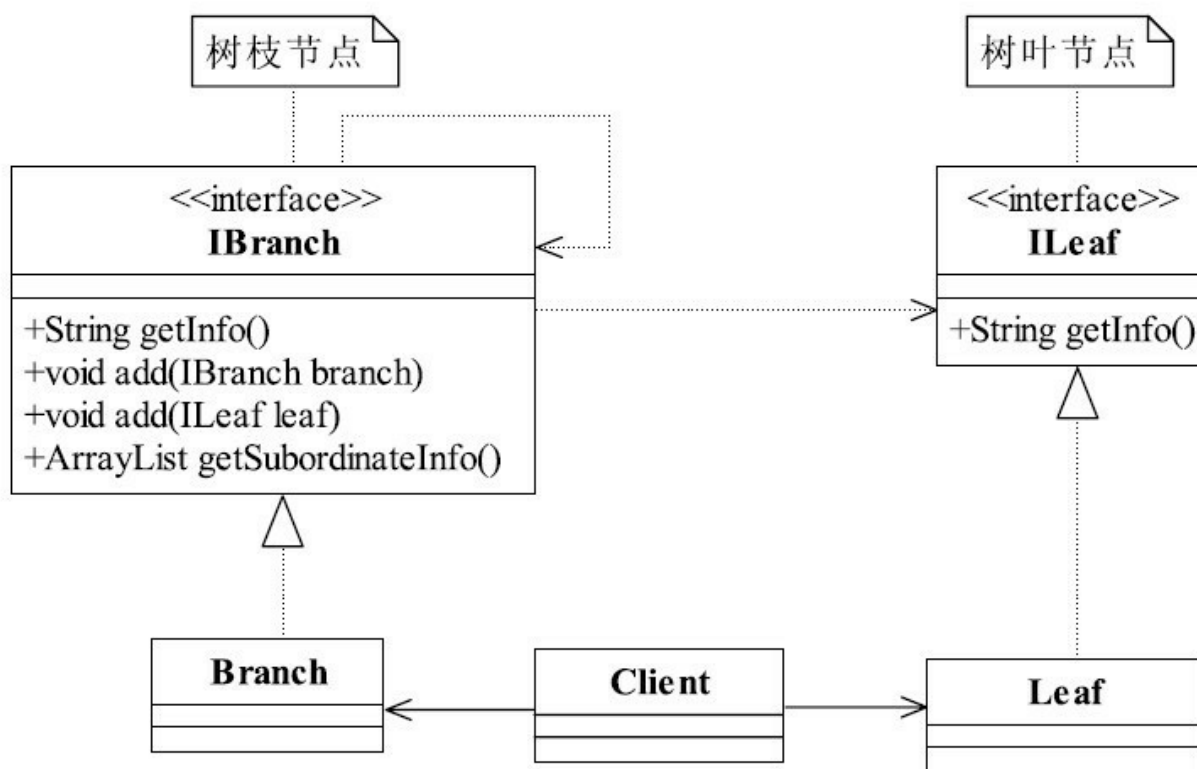 树枝节点
树叶节点
<<interface>>
IBranch
+String getInfo()
+void add(IBranch branch)
+void add(ILeaf leaf)
+ArrayList getSubordinateInfo()
<<interface>>
ILeaf
+String getInfo()
Branch
Client
Leaf